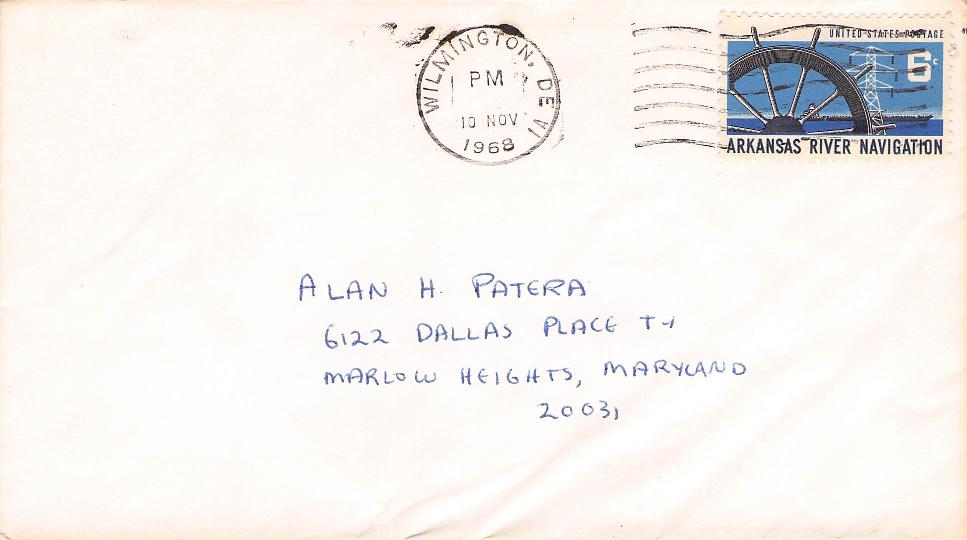 WILMINGTON, DE
1A
PM
10 NOV
1968
UNITED STATES POSTAGE
6c
ARKANSAS RIVER NAVIGATION
ALAN H. PATERA
6122 DALLAS PLACE T-1
MARLOW HEIGHTS, MARYLAND
20031